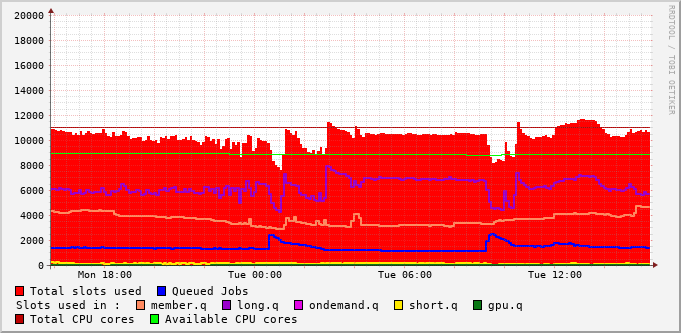 RRDTOOL / TOBI OETIKER
20000
18000
16000
14000
12000
10000
8000
6000
4000
2000
0
Mon 18:00 Tue 00:00 Tue 06:00 Tue 12:00
Total slots used Queued Jobs
Slots used in : member.q long.q ondemand.q short.q gpu.q
Total CPU cores Available CPU cores